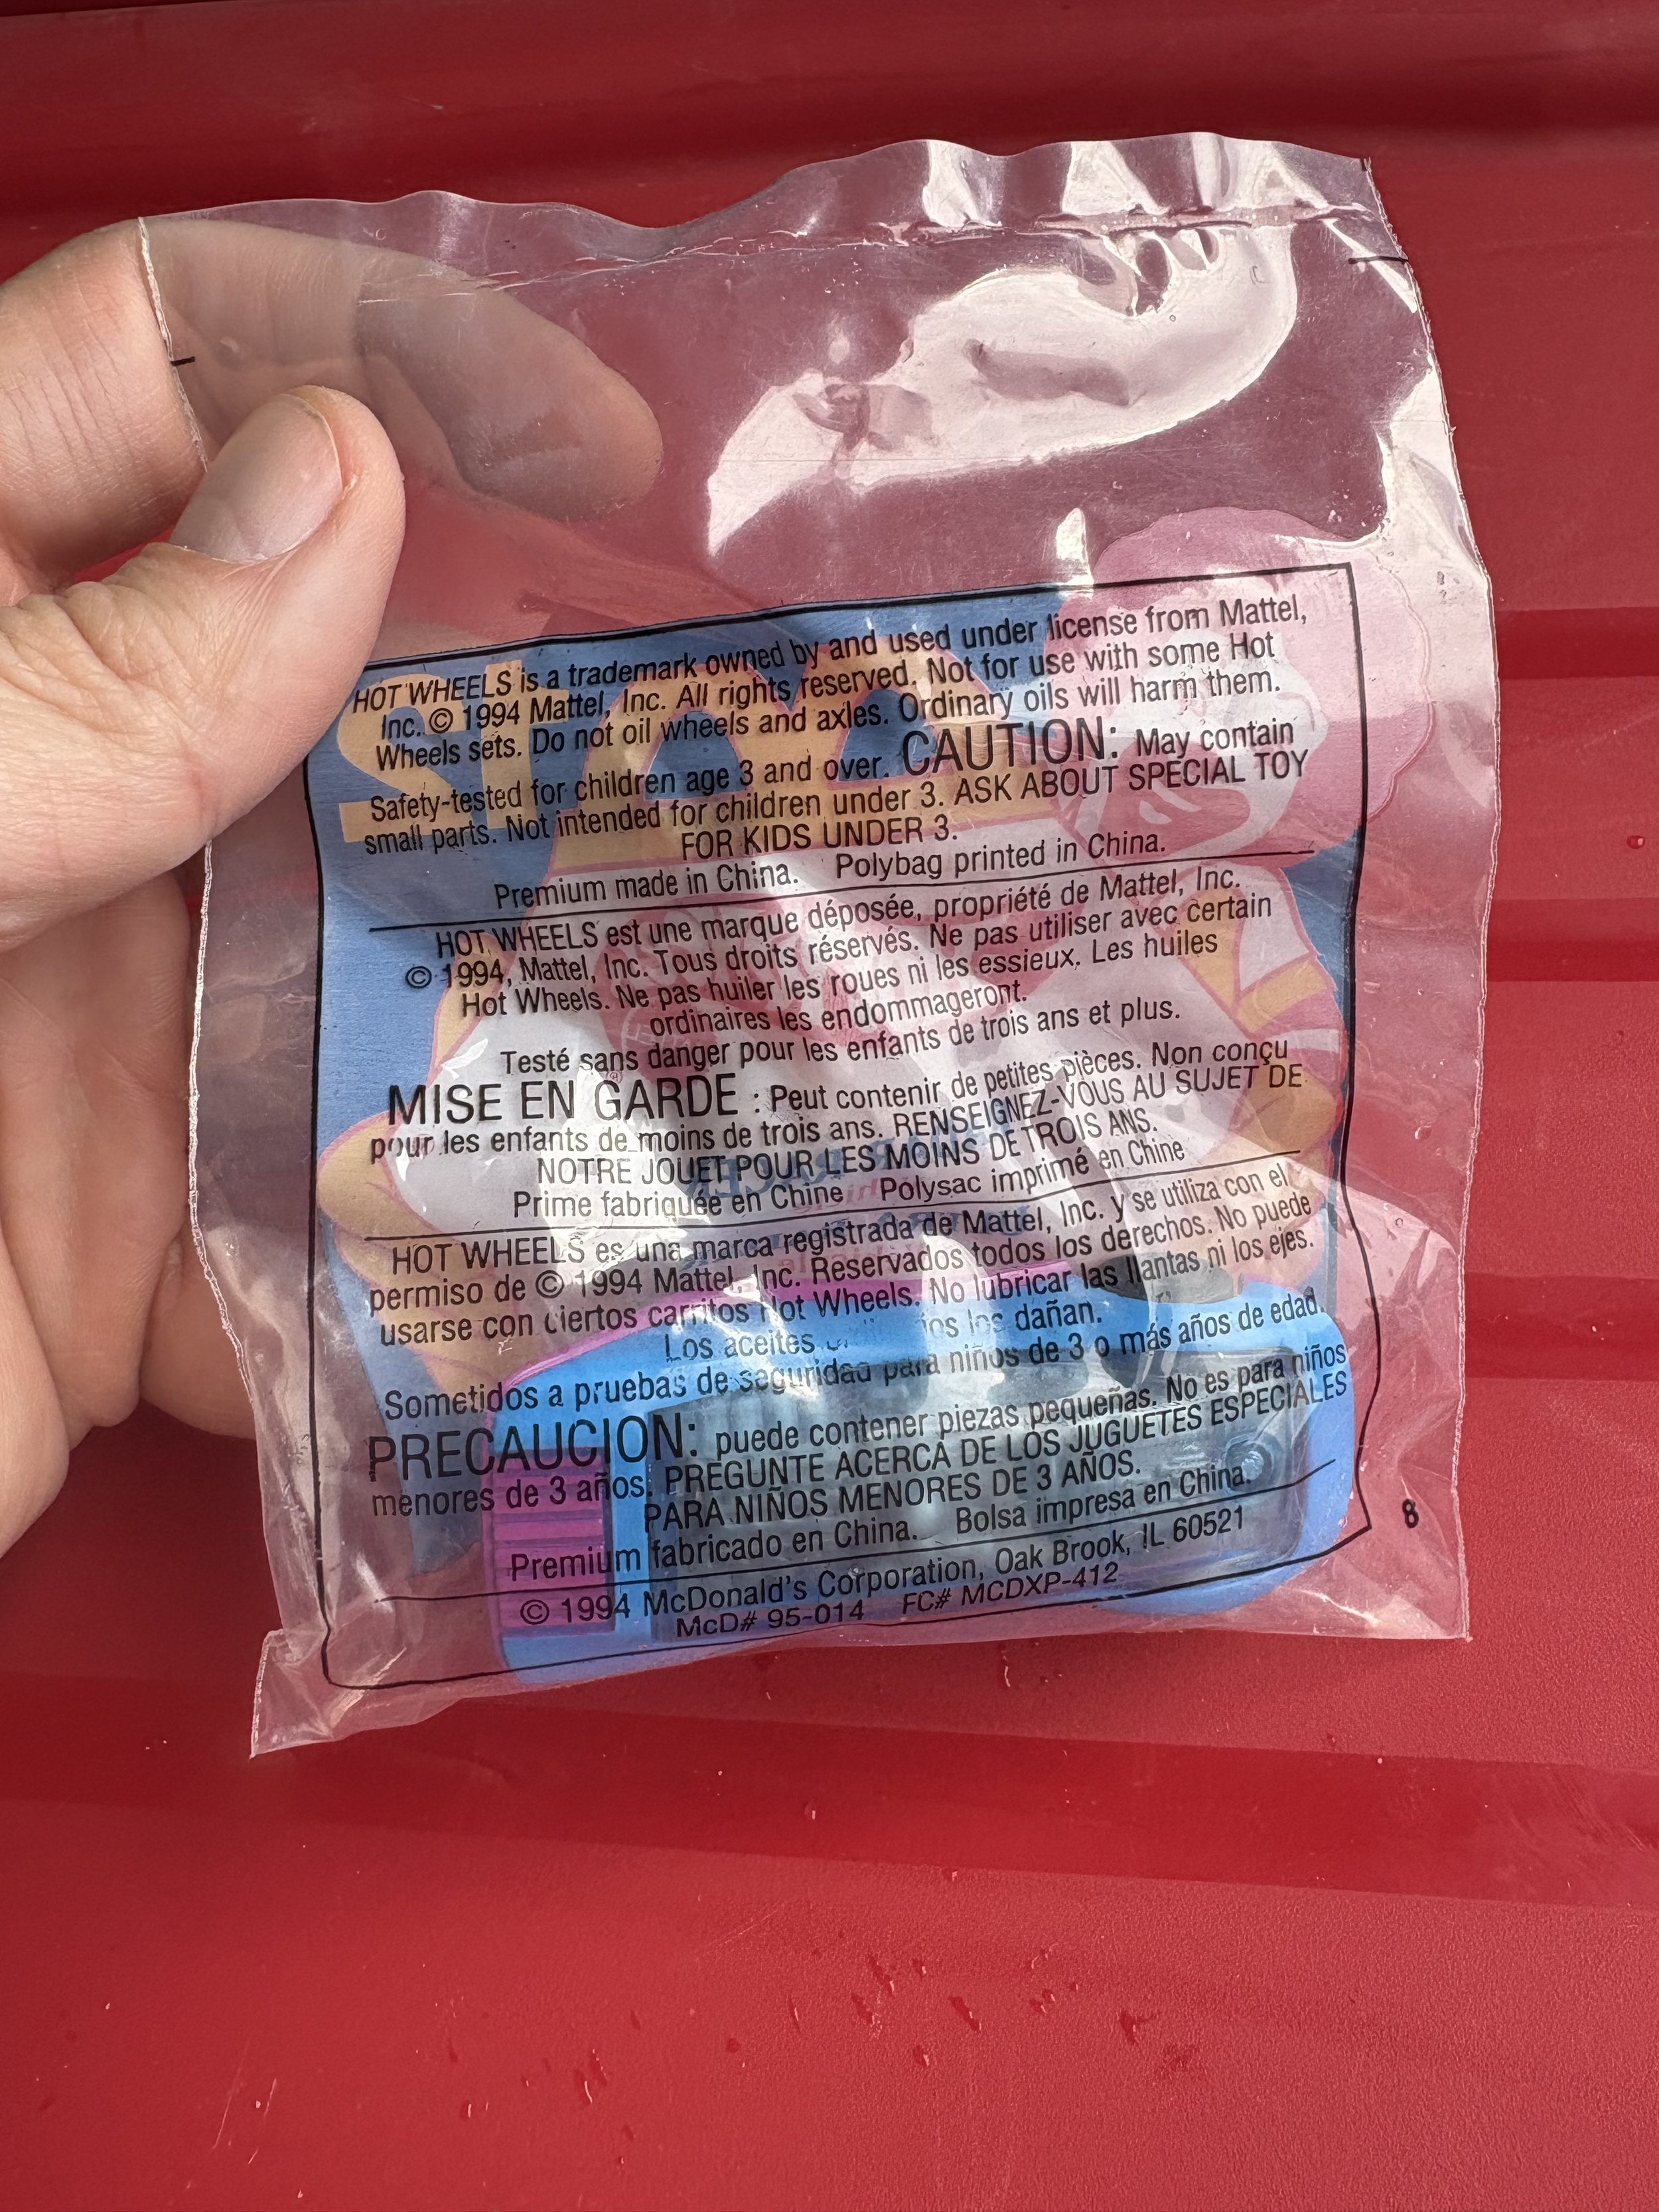 HOT WHEELS is a trademark owned by and used under license from Mattel,
Inc. © 1994 Mattel, Inc. All rights reserved. Not for use with some Hot
Wheels sets. Do not oil wheels and axles. Ordinary oils will harm them.
Safety-tested for children age 3 and over. CAUTION: May contain
small parts. Not intended for children under 3. ASK ABOUT SPECIAL TOY
FOR KIDS UNDER 3.
Premium made in China. Polybag printed in China.
HOT WHEELS est une marque déposée, propriété de Mattel, Inc.
© 1994, Mattel, Inc. Tous droits réservés. Ne pas utiliser avec certain
Hot Wheels. Ne pas huiler les roues ni les essieux. Les huiles
ordinaires les endommageront.
Testé sans danger pour les enfants de trois ans et plus.
MISE EN GARDE : Peut contenir de petites pièces. Non conçu
pour les enfants de moins de trois ans. RENSEIGNEZ-VOUS AU SUJET DE
NOTRE JOUET POUR LES MOINS DE TROIS ANS.
Prime fabriquée en Chine Polysac imprimé en Chine
HOT WHEELS es una marca registrada de Mattel, Inc. y se utiliza con el
permiso de © 1994 Mattel, Inc. Reservados todos los derechos. No puede
usarse con ciertos carritos Hot Wheels. No lubricar las llantas ni los ejes.
Los aceites los dañan.
Sometidos a pruebas de seguridad para niños de 3 o más años de edad.
PRECAUCION: puede contener piezas pequeñas. No es para niños
menores de 3 años. PREGUNTE ACERCA DE LOS JUGUETES ESPECIALES
PARA NIÑOS MENORES DE 3 AÑOS.
Premium fabricado en China. Bolsa impresa en China.
© 1994 McDonald's Corporation, Oak Brook, IL 60521
McD# 95-014 FC# MCDXP-412
8